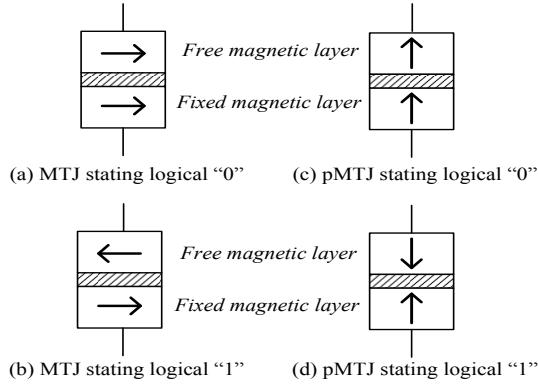 Free magnetic layer
Fixed magnetic layer
(a) MTJ stating logical “0”
(c) pMTJ stating logical “0”
Free magnetic layer
Fixed magnetic layer
(b) MTJ stating logical “1”
(d) pMTJ stating logical “1”